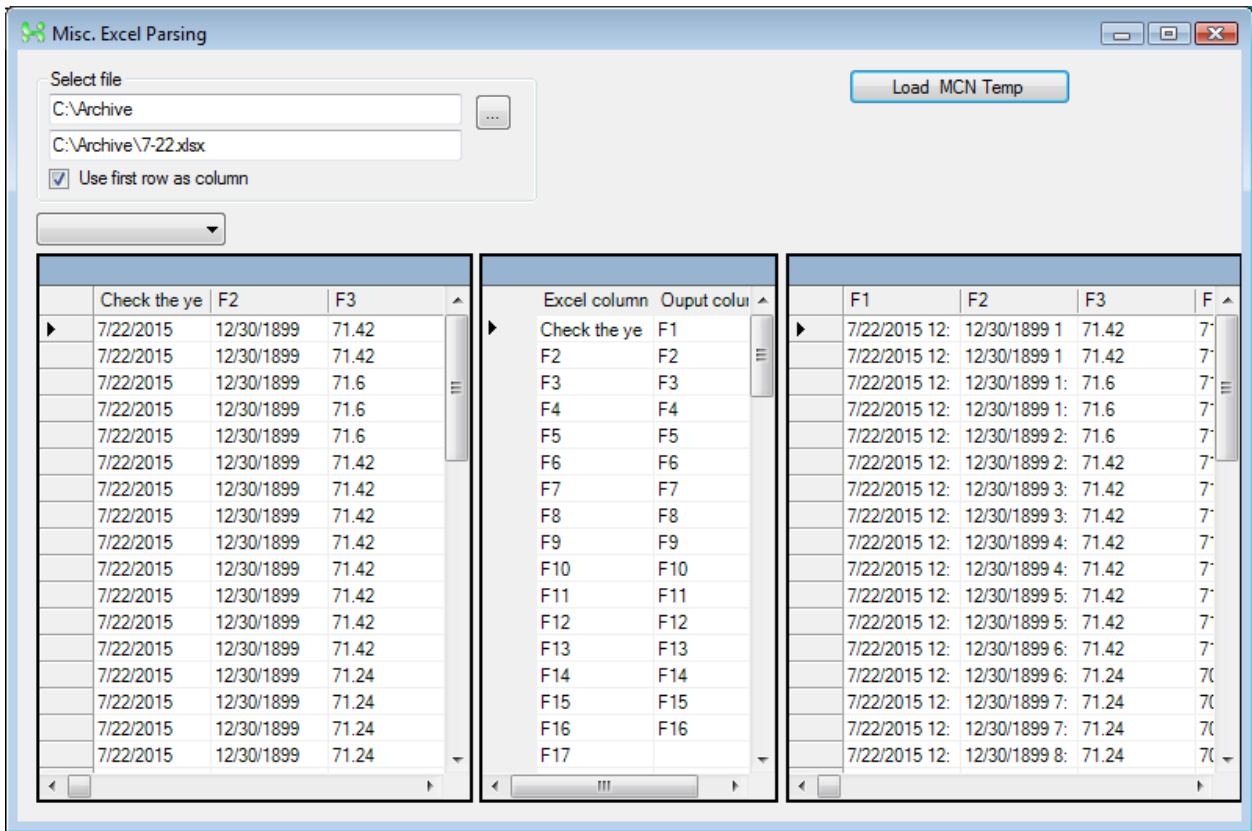 Misc. Excel Parsing
Select file
Load MCN Temp
C:\Archive
...
C:\Archive\7-22.xlsx
Use first row as column
Check the ye F2 F3 Excel column Ouput colu F1 F2 F3 F
7/22/2015 12/30/1899 71.42 Check the ye F1 7/22/2015 12: 12/30/1899 1 71.42 7
7/22/2015 12/30/1899 71.42 F2 F2 7/22/2015 12: 12/30/1899 1 71.42 7
7/22/2015 12/30/1899 71.6 F3 F3 7/22/2015 12: 12/30/1899 1: 71.6 7
7/22/2015 12/30/1899 71.6 F4 F4 7/22/2015 12: 12/30/1899 1: 71.6 7
7/22/2015 12/30/1899 71.6 F5 F5 7/22/2015 12: 12/30/1899 2: 71.6 7
7/22/2015 12/30/1899 71.42 F6 F6 7/22/2015 12: 12/30/1899 2: 71.42 7
7/22/2015 12/30/1899 71.42 F7 F7 7/22/2015 12: 12/30/1899 3: 71.42 7
7/22/2015 12/30/1899 71.42 F8 F8 7/22/2015 12: 12/30/1899 3: 71.42 7
7/22/2015 12/30/1899 71.42 F9 F9 7/22/2015 12: 12/30/1899 4: 71.42 7
7/22/2015 12/30/1899 71.42 F10 F10 7/22/2015 12: 12/30/1899 4: 71.42 7
7/22/2015 12/30/1899 71.42 F11 F11 7/22/2015 12: 12/30/1899 5: 71.42 7
7/22/2015 12/30/1899 71.42 F12 F12 7/22/2015 12: 12/30/1899 5: 71.42 7
7/22/2015 12/30/1899 71.42 F13 F13 7/22/2015 12: 12/30/1899 6: 71.42 7
7/22/2015 12/30/1899 71.24 F14 F14 7/22/2015 12: 12/30/1899 6: 71.24 70
7/22/2015 12/30/1899 71.24 F15 F15 7/22/2015 12: 12/30/1899 7: 71.24 70
7/22/2015 12/30/1899 71.24 F16 F16 7/22/2015 12: 12/30/1899 7: 71.24 70
7/22/2015 12/30/1899 71.24 F17 7/22/2015 12: 12/30/1899 8: 71.24 70